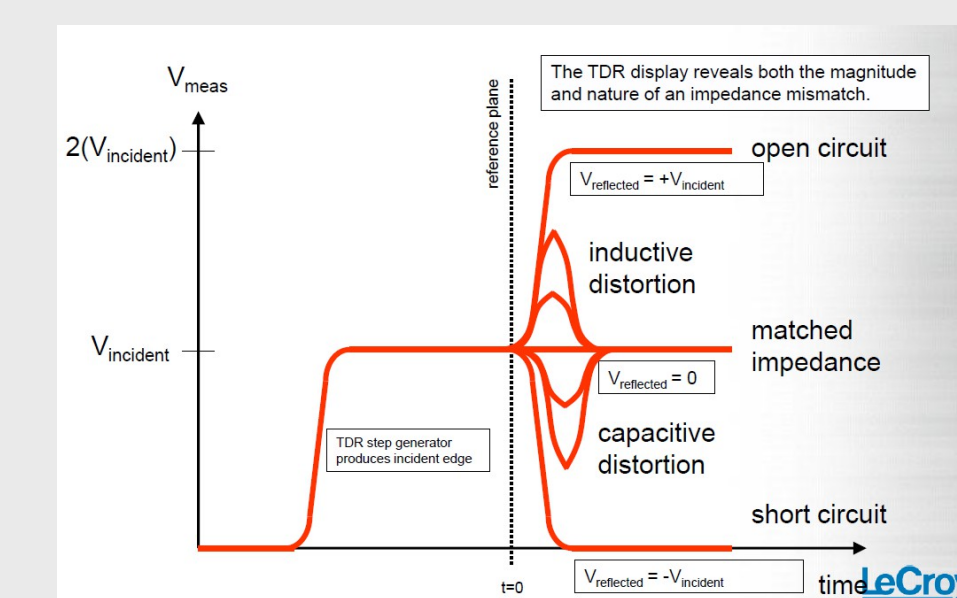 The TDR display reveals both the magnitude
and nature of an impedance mismatch.
Vmeas
reference plane
2(Vincident)
open circuit
Vreflected = +Vincident
inductive
distortion
Vincident
matched
impedance
Vreflected = 0
TDR step generator
produces incident edge
capacitive
distortion
short circuit
t=0
Vreflected = -Vincident
time
LeCroy